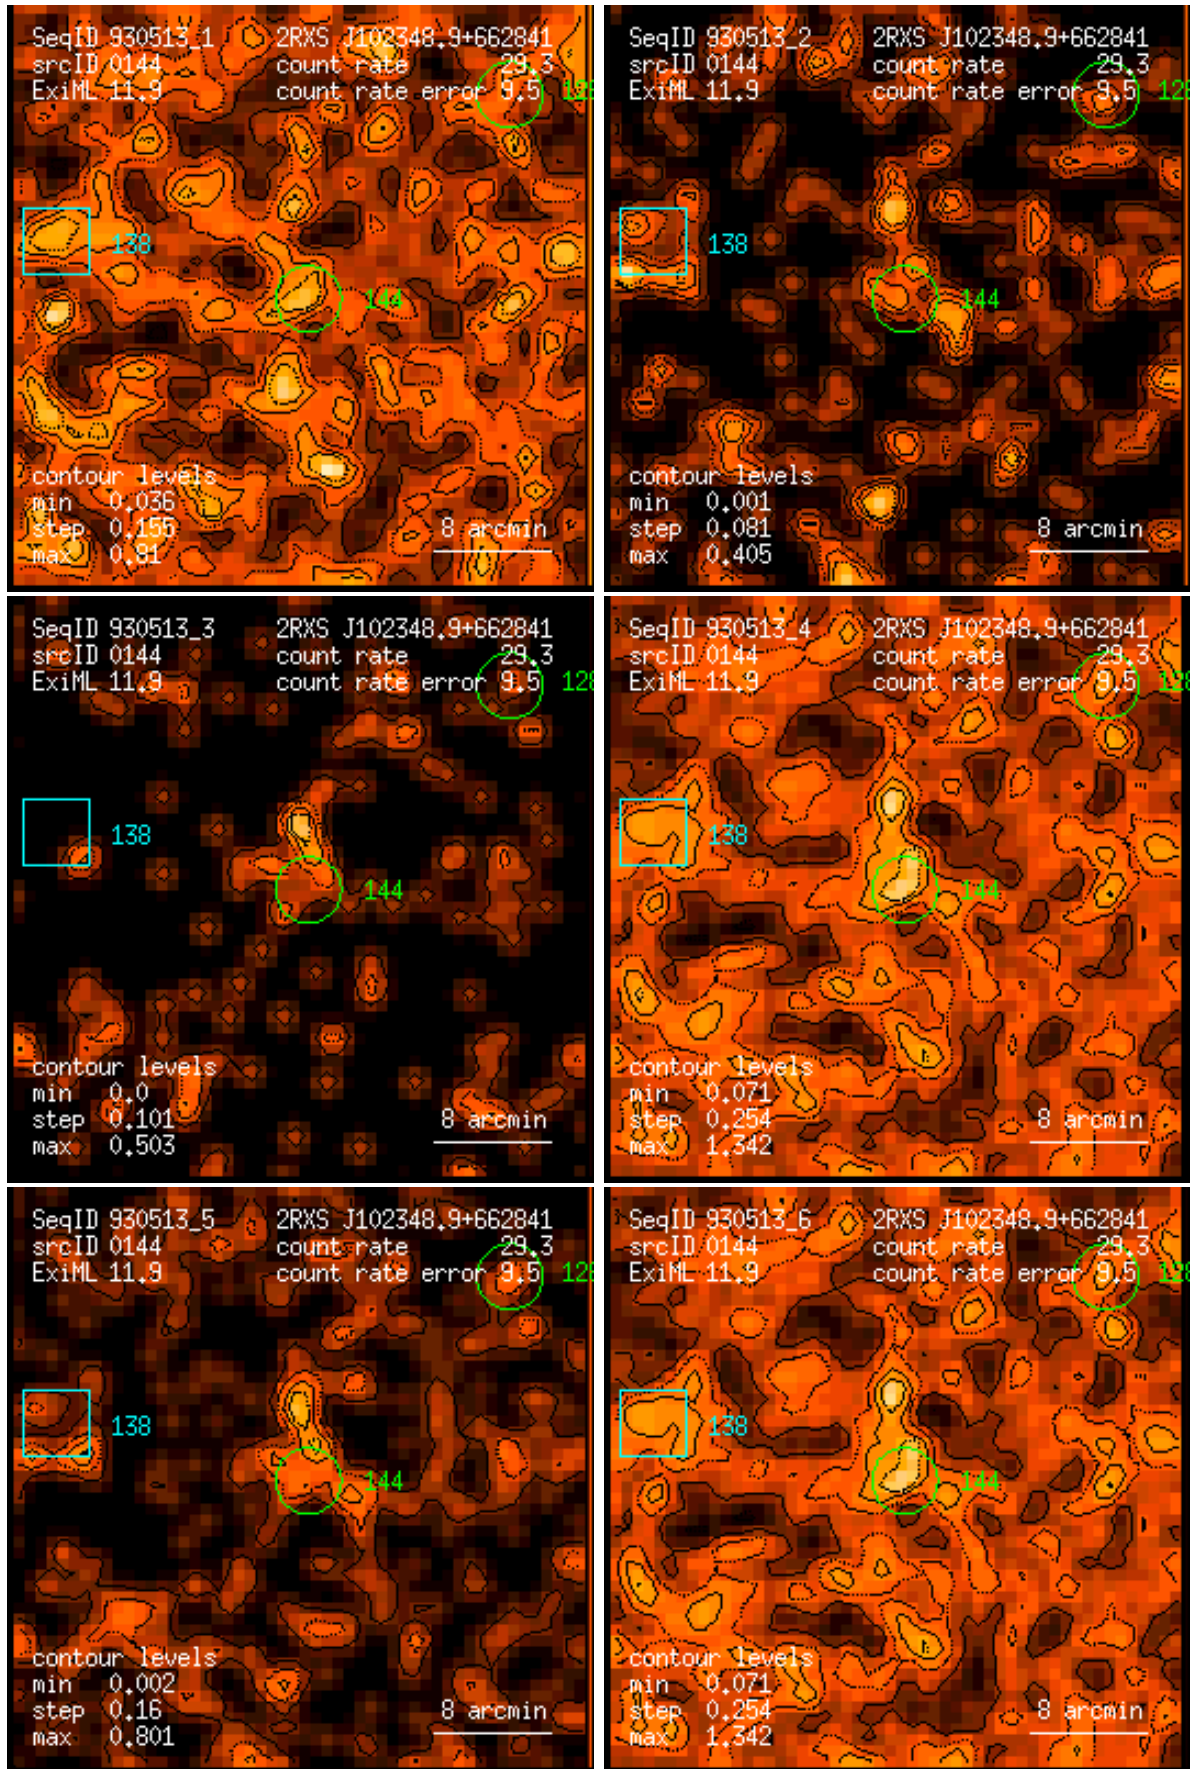 SeqID 930513_1 2RXS J102348.9+662841
srcID 0144 count rate 29.3
ExiML 11.9 count rate error 9.5 128
138
144
contour levels
min 0.036
step 0.155 8 arcmin
max 0.81
SeqID 930513_2 2RXS J102348.9+662841
srcID 0144 count rate 29.3
ExiML 11.9 count rate error 9.5 128
138
144
contour levels
min 0.001
step 0.081 8 arcmin
max 0.405
SeqID 930513_3 2RXS J102348.9+662841
srcID 0144 count rate 29.3
ExiML 11.9 count rate error 9.5 128
138
144
contour levels
min 0.0
step 0.101 8 arcmin
max 0.503
SeqID 930513_4 2RXS J102348.9+662841
srcID 0144 count rate 29.3
ExiML 11.9 count rate error 9.5 128
138
144
contour levels
min 0.071
step 0.254 8 arcmin
max 1.342
SeqID 930513_5 2RXS J102348.9+662841
srcID 0144 count rate 29.3
ExiML 11.9 count rate error 9.5 128
138
144
contour levels
min 0.002
step 0.16 8 arcmin
max 0.801
SeqID 930513_6 2RXS J102348.9+662841
srcID 0144 count rate 29.3
ExiML 11.9 count rate error 9.5 128
138
144
contour levels
min 0.071
step 0.254 8 arcmin
max 1.342